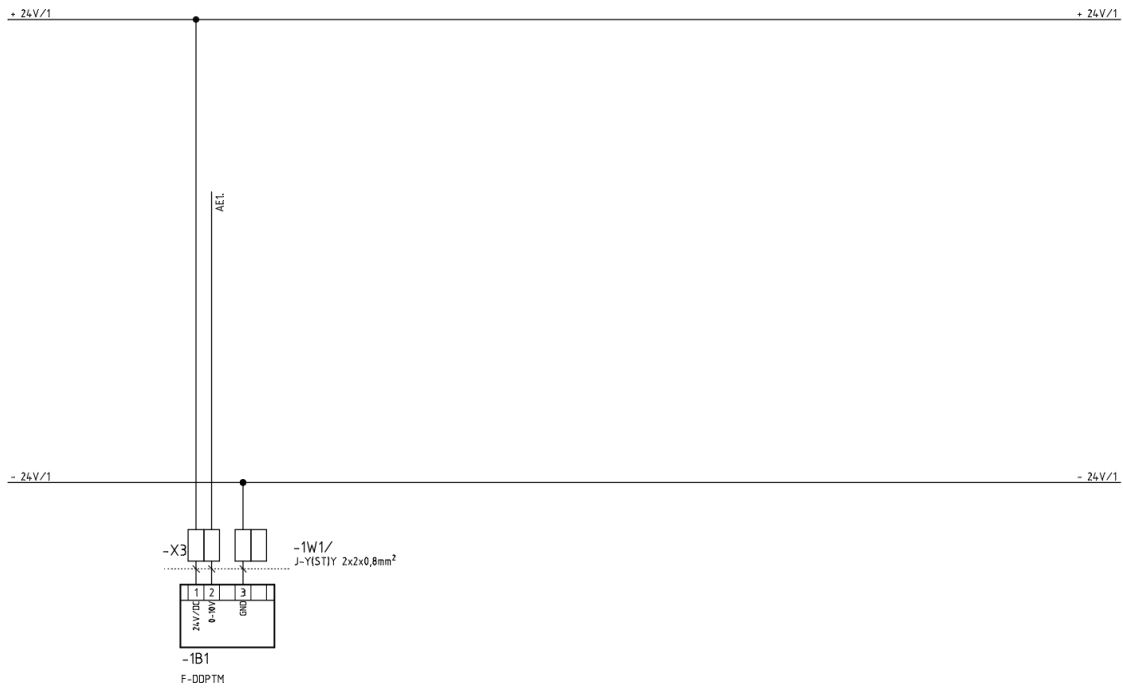 + 24V/1
+ 24V/1
AE1.
- 24V/1
- 24V/1
-X3
-1W1/
J-Y(ST)Y 2x2x0,8mm²
1 2 3
24V/DC
0-10V
GND
-1B1
F-DDPTM